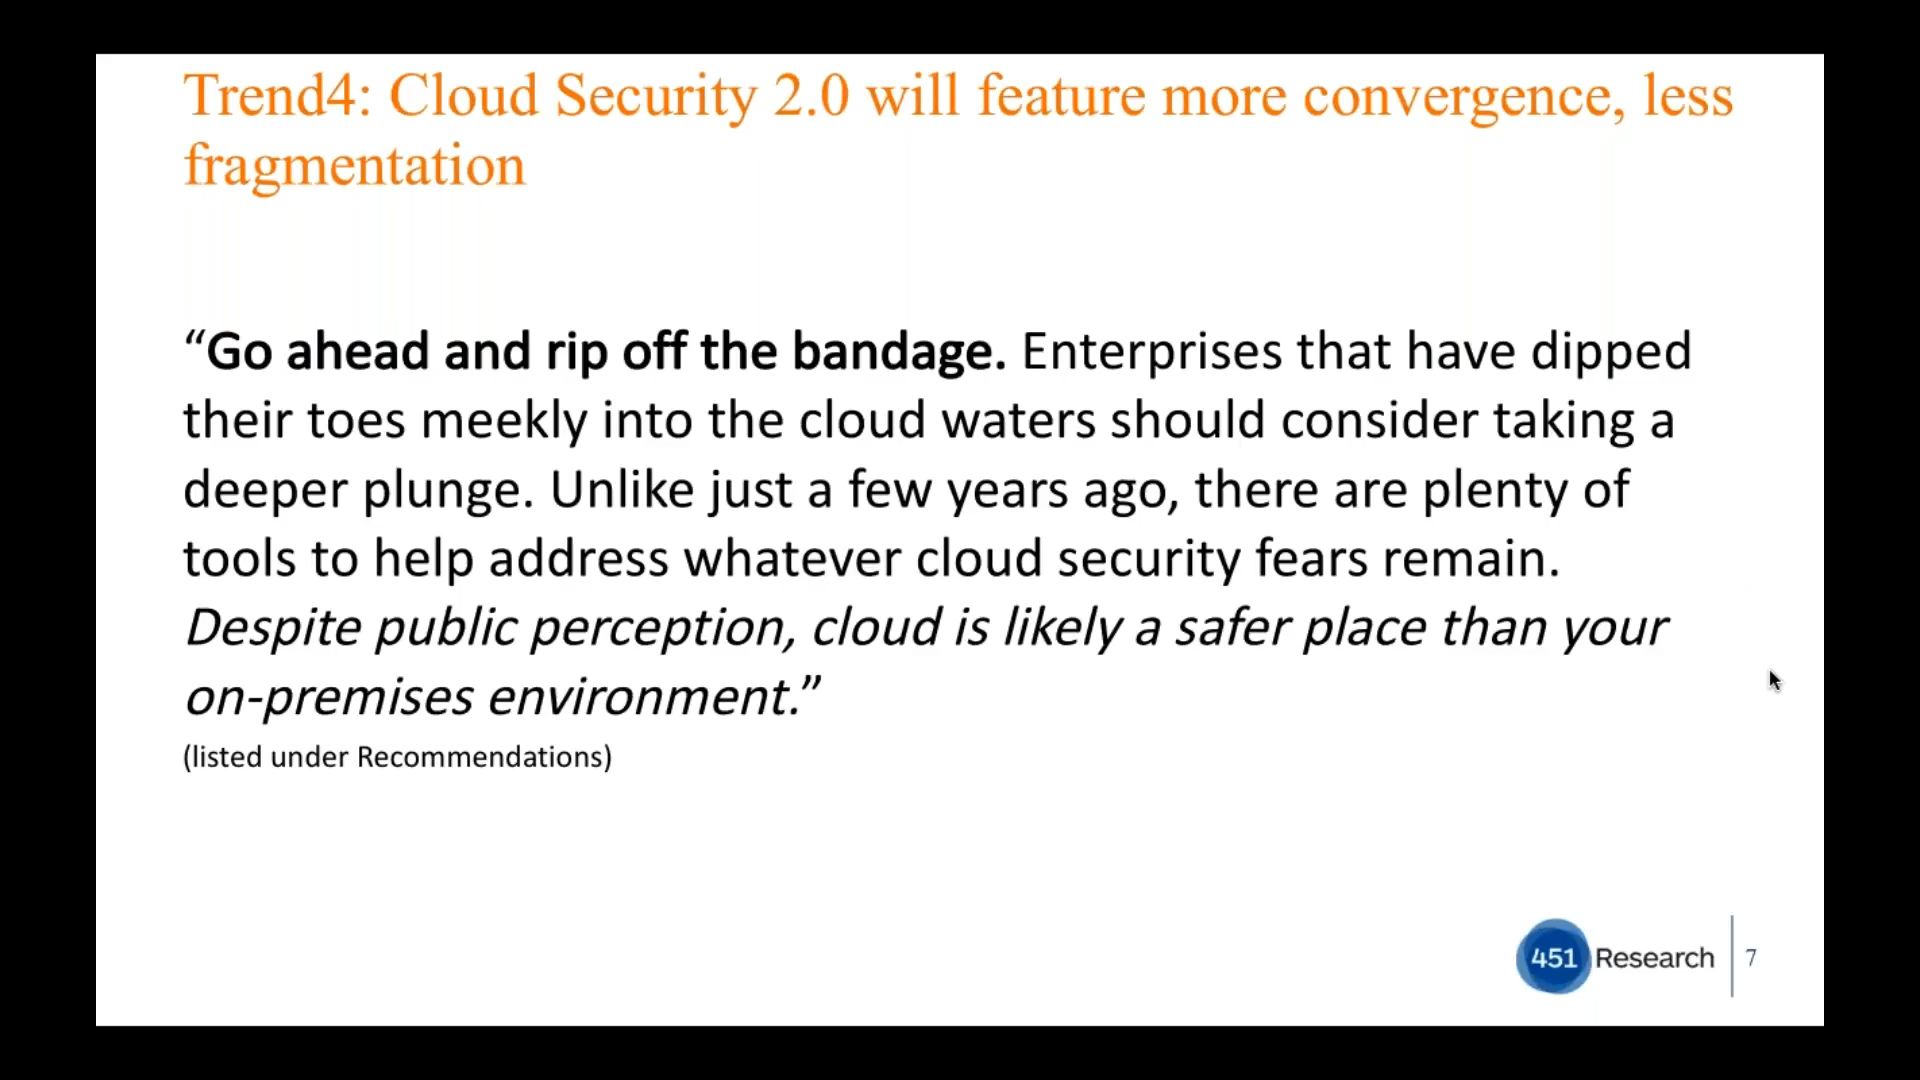 Trend4: Cloud Security 2.0 will feature more convergence, less
fragmentation
“Go ahead and rip off the bandage. Enterprises that have dipped
their toes meekly into the cloud waters should consider taking a
deeper plunge. Unlike just a few years ago, there are plenty of
tools to help address whatever cloud security fears remain.
Despite public perception, cloud is likely a safer place than your
on-premises environment.”
(listed under Recommendations)
451 Research 7